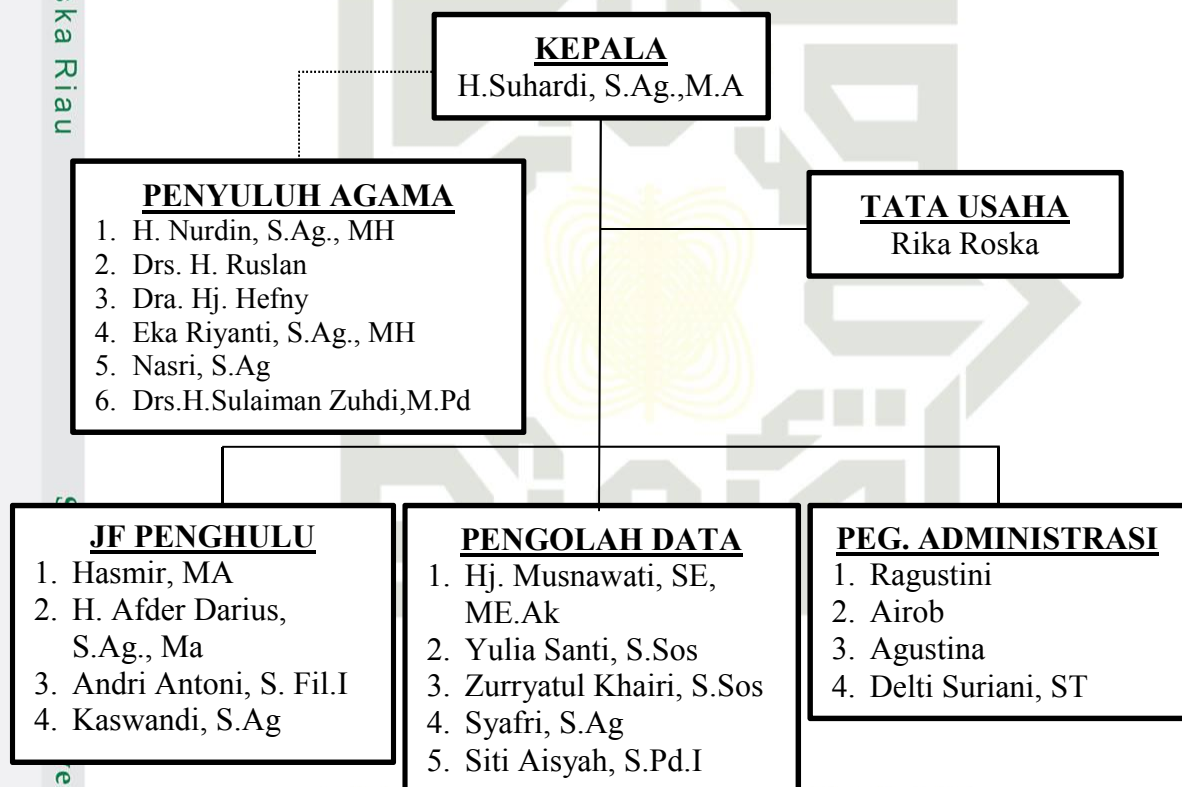 ska Riau
KEPALA
H.Suhardi, S.Ag.,M.A
PENYULUH AGAMA
1. H. Nurdin, S.Ag., MH
2. Drs. H. Ruslan
3. Dra. Hj. Hefny
4. Eka Riyanti, S.Ag., MH
5. Nasri, S.Ag
6. Drs.H.Sulaiman Zuhdi,M.Pd
TATA USAHA
Rika Roska
JF PENGHULU
1. Hasmir, MA
2. H. Afder Darius,
S.Ag., Ma
3. Andri Antoni, S. Fil.I
4. Kaswandi, S.Ag
PENGOLAH DATA
1. Hj. Musnawati, SE,
ME.Ak
2. Yulia Santi, S.Sos
3. Zurryatul Khairi, S.Sos
4. Syafri, S.Ag
5. Siti Aisyah, S.Pd.I
PEG. ADMINISTRASI
1. Ragustini
2. Airob
3. Agustina
4. Delti Suriani, ST